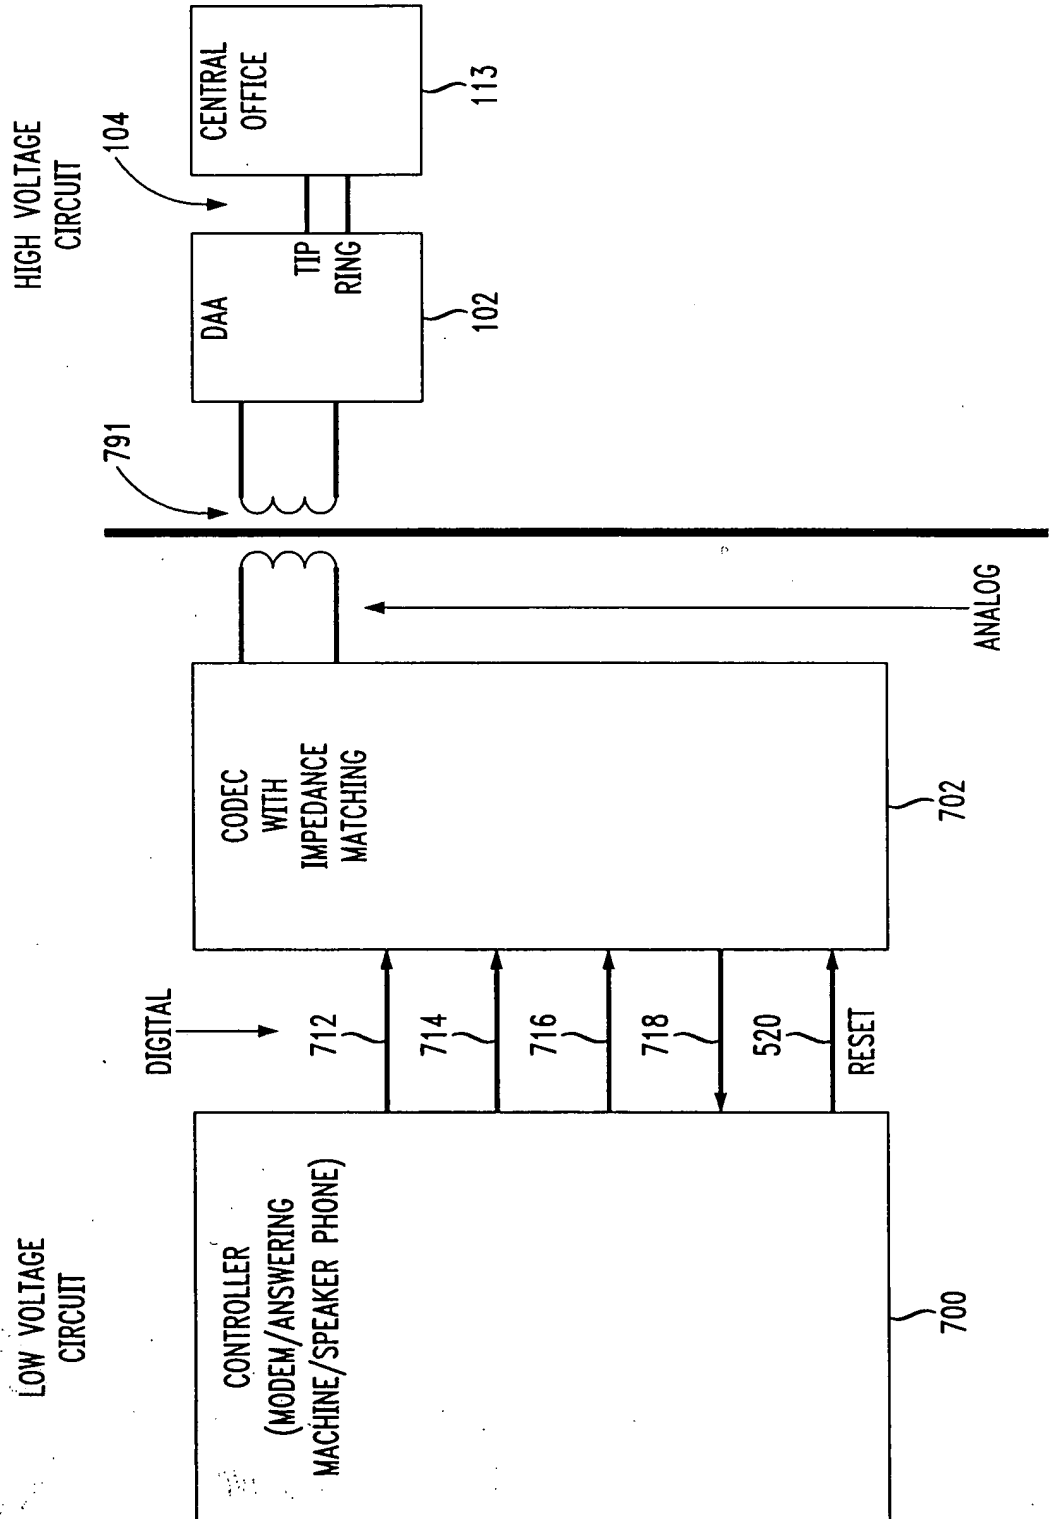 LOW VOLTAGE
CIRCUIT
HIGH VOLTAGE
CIRCUIT
CONTROLLER
(MODEM/ANSWERING
MACHINE/SPEAKER PHONE)
700
DIGITAL
712
714
716
718
520
RESET
CODEC
WITH
IMPEDANCE
MATCHING
702
ANALOG
791
DAA
TIP
RING
102
104
CENTRAL
OFFICE
113